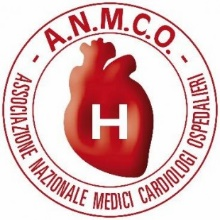 - A.N.M.C.O. -
ASSOCIAZIONE NAZIONALE MEDICI CARDIOLOGI OSPEDALIERI
H